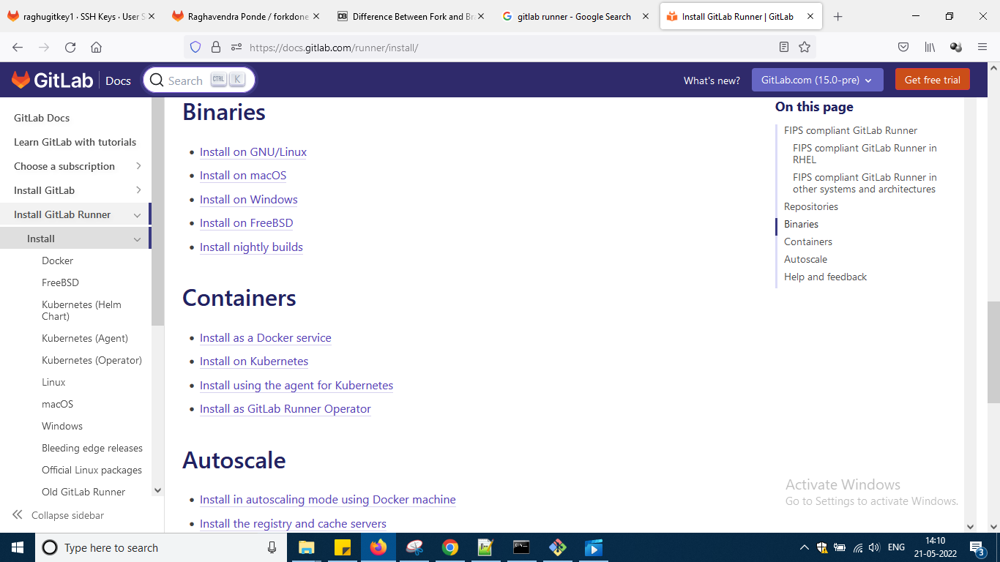 raghugitkey1 · SSH Keys · User S
Raghavendra Ponde / forkdone
Difference Between Fork and Bra
gitlab runner - Google Search
Install GitLab Runner | GitLab
https://docs.gitlab.com/runner/install/
GitLab Docs
Search CTRL K
What's new?
GitLab.com (15.0-pre)
Get free trial
GitLab Docs
Learn GitLab with tutorials
Choose a subscription
Install GitLab
Install GitLab Runner
Install
Docker
FreeBSD
Kubernetes (Helm
Chart)
Kubernetes (Agent)
Kubernetes (Operator)
Linux
macOS
Windows
Bleeding edge releases
Official Linux packages
Old GitLab Runner
Collapse sidebar
Binaries
Install on GNU/Linux
Install on macOS
Install on Windows
Install on FreeBSD
Install nightly builds
Containers
Install as a Docker service
Install on Kubernetes
Install using the agent for Kubernetes
Install as GitLab Runner Operator
Autoscale
Install in autoscaling mode using Docker machine
Install the registry and cache servers
On this page
FIPS compliant GitLab Runner
FIPS compliant GitLab Runner in
RHEL
FIPS compliant GitLab Runner in
other systems and architectures
Repositories
Binaries
Containers
Autoscale
Help and feedback
Activate Windows
Go to Settings to activate Windows.
Type here to search
ENG
14:10
21-05-2022
3